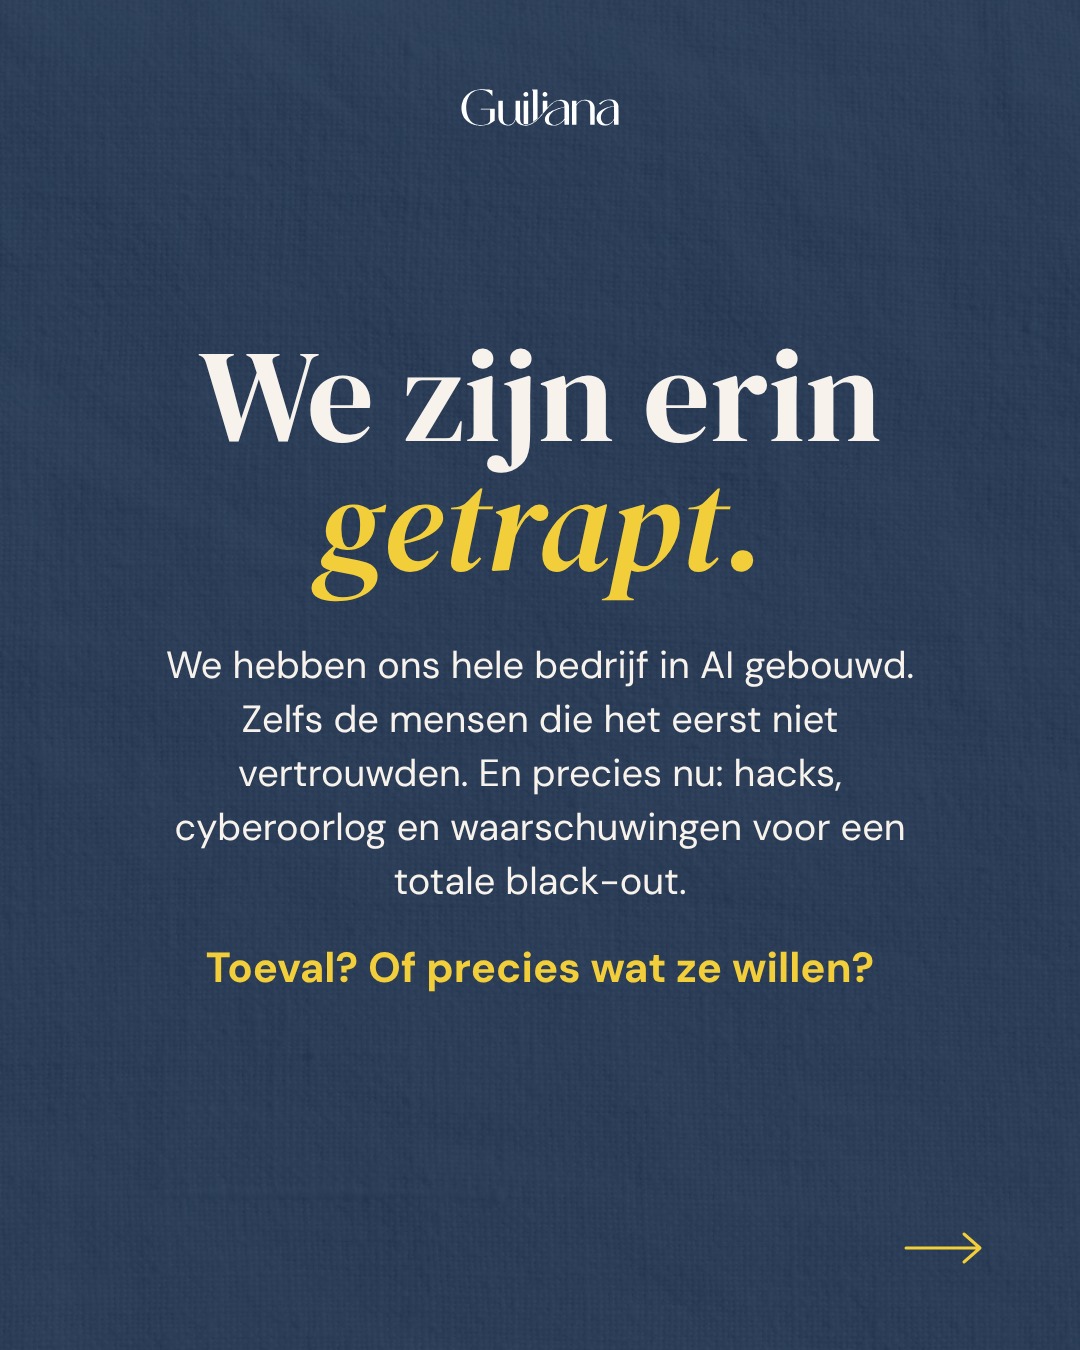 Guiliana
We zijn erin
getrapt.
We hebben ons hele bedrijf in AI gebouwd.
Zelfs de mensen die het eerst niet
vertrouwden. En precies nu: hacks,
cyberoorlog en waarschuwingen voor een
totale black-out.
Toeval? Of precies wat ze willen?